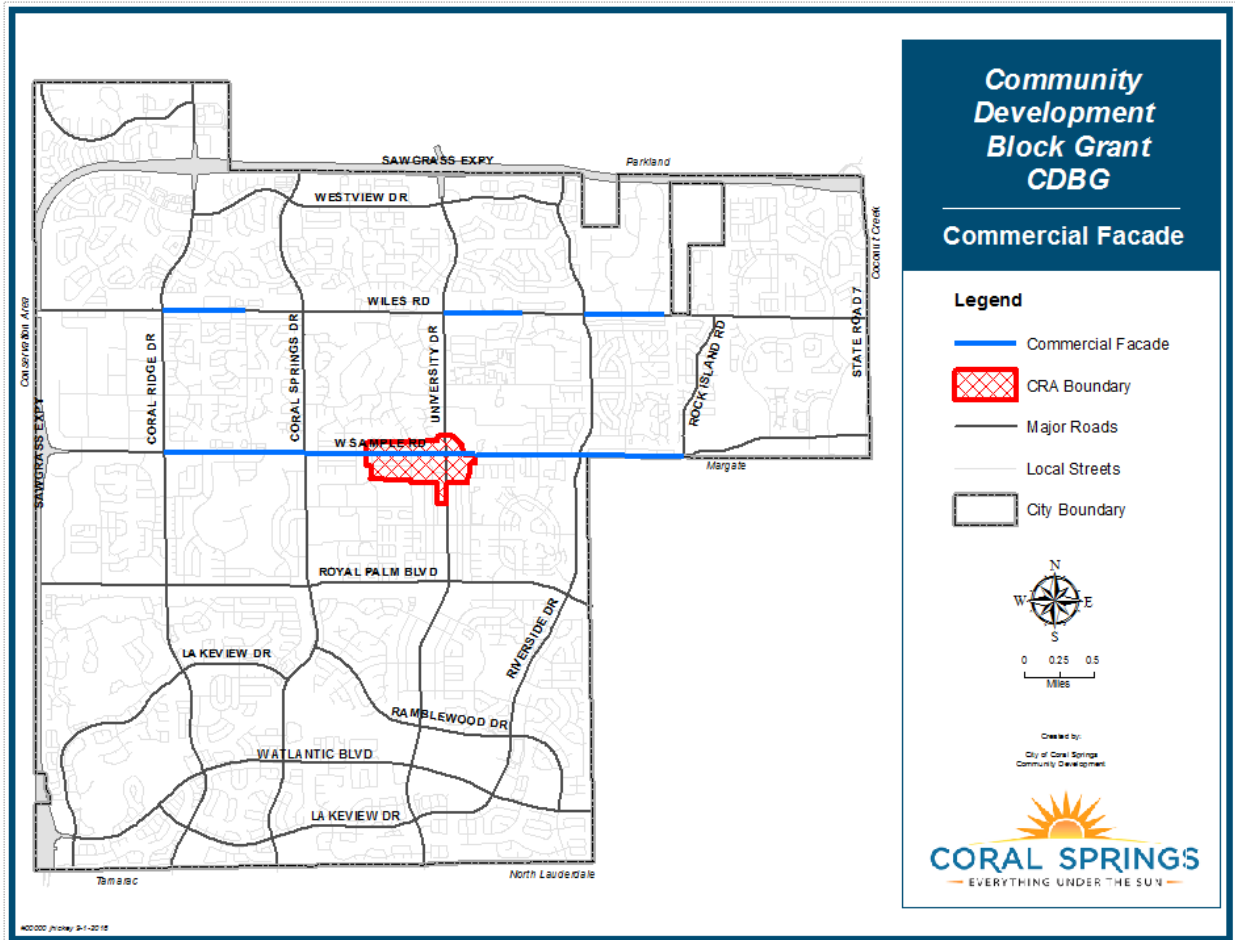 Community
Development
Block Grant
CDBG
Commercial Facade
Legend
Commercial Facade
CRA Boundary
Major Roads
Local Streets
City Boundary
N
W E
S
0 0.25 0.5
Miles
Created by:
City of Coral Springs
Community Development
CORAL SPRINGS
EVERYTHING UNDER THE SUN
SAWGRASS EXPY
Parkland
WESTVIEW DR
Coconut Creek
WILES RD
STATE ROAD 7
Conservation Area
CORAL RIDGE DR
CORAL SPRINGS DR
UNIVERSITY DR
ROCK ISLAND RD
W SAMPLE RD
Margate
SAWGRASS EXPY
ROYAL PALM BLVD
RIVERSIDE DR
LAKEVIEW DR
RAMBLEWOOD DR
W ATLANTIC BLVD
LAKEVIEW DR
Tamarac
North Lauderdale